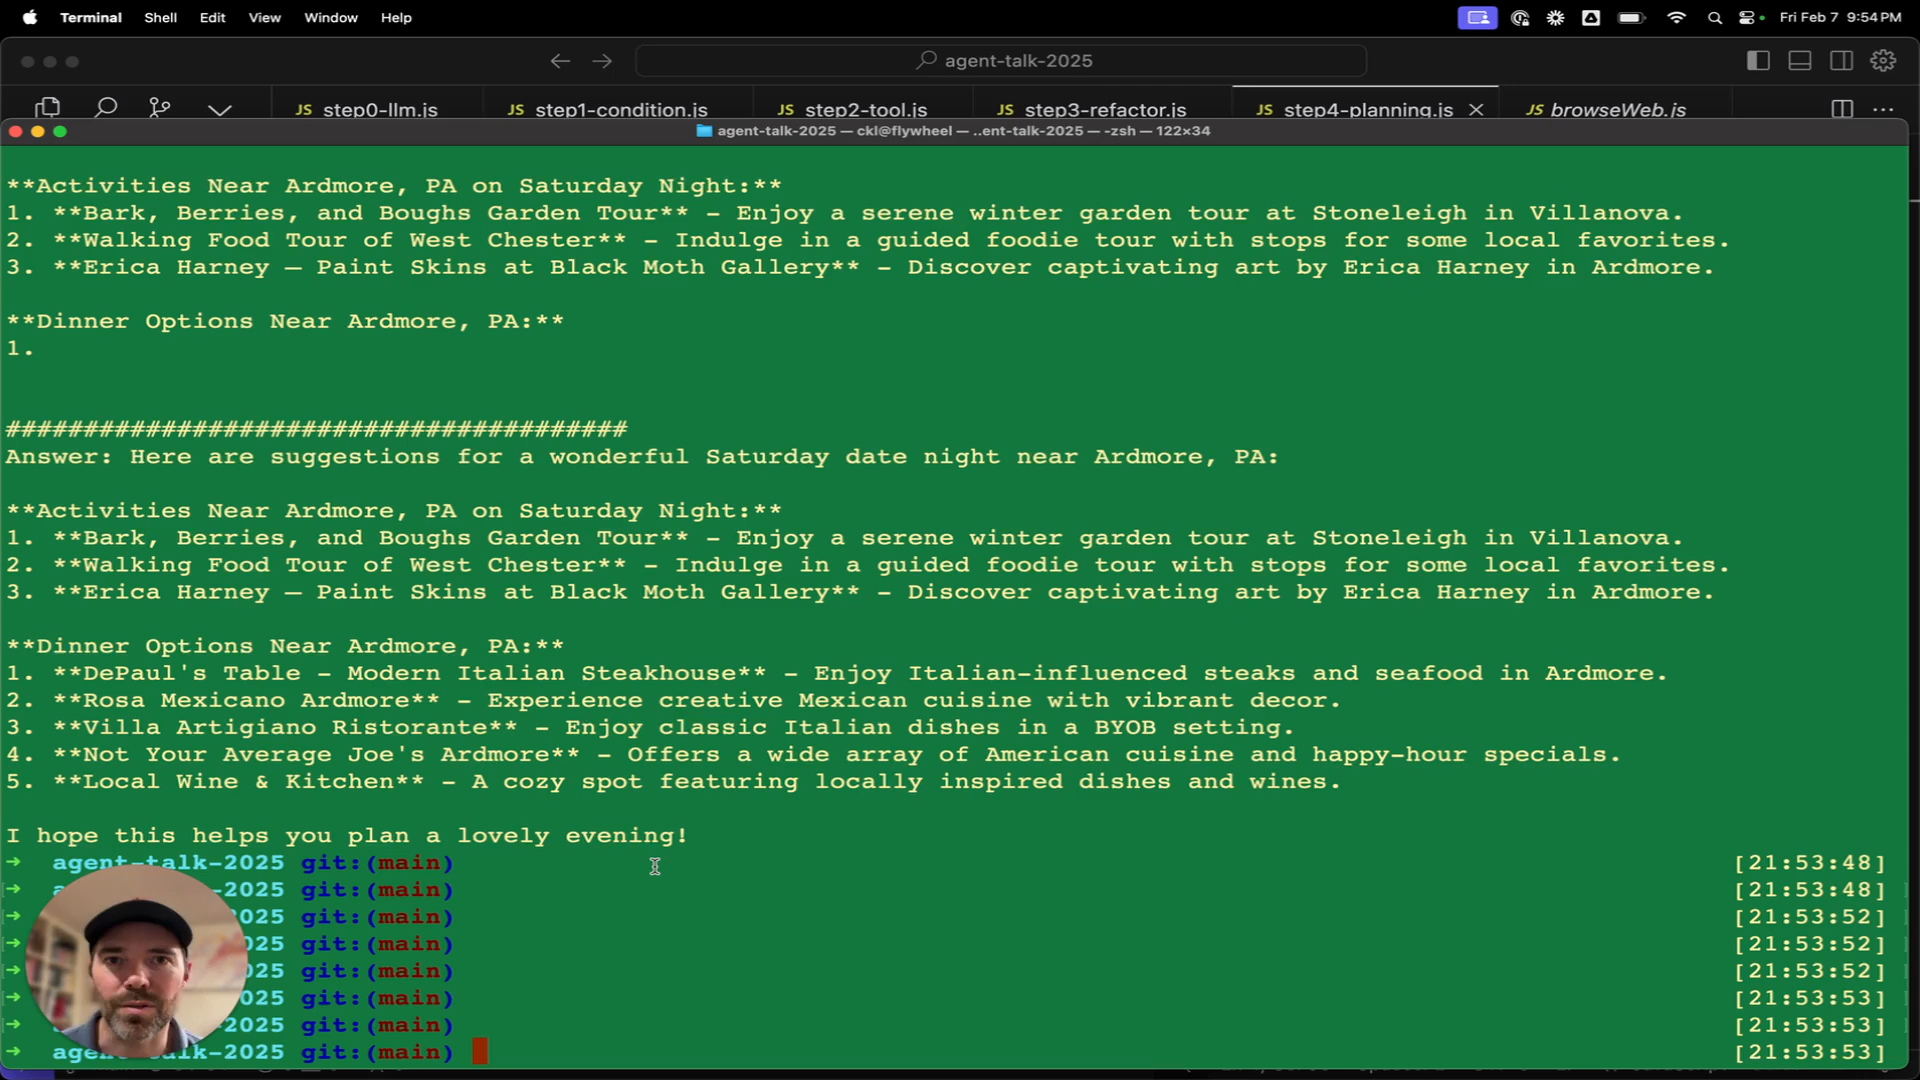 Terminal Shell Edit View Window Help Fri Feb 7 9:54 PM
agent-talk-2025
JS step0-llm.js JS step1-condition.js JS step2-tool.js JS step3-refactor.js JS step4-planning.js JS browseWeb.js
agent-talk-2025 — ckl@flywheel — ..ent-talk-2025 — -zsh — 122×34
**Activities Near Ardmore, PA on Saturday Night:**
1. **Bark, Berries, and Boughs Garden Tour** – Enjoy a serene winter garden tour at Stoneleigh in Villanova.
2. **Walking Food Tour of West Chester** – Indulge in a guided foodie tour with stops for some local favorites.
3. **Erica Harney — Paint Skins at Black Moth Gallery** – Discover captivating art by Erica Harney in Ardmore.
**Dinner Options Near Ardmore, PA:**
1.
########################################
Answer: Here are suggestions for a wonderful Saturday date night near Ardmore, PA:
**Activities Near Ardmore, PA on Saturday Night:**
1. **Bark, Berries, and Boughs Garden Tour** – Enjoy a serene winter garden tour at Stoneleigh in Villanova.
2. **Walking Food Tour of West Chester** – Indulge in a guided foodie tour with stops for some local favorites.
3. **Erica Harney — Paint Skins at Black Moth Gallery** – Discover captivating art by Erica Harney in Ardmore.
**Dinner Options Near Ardmore, PA:**
1. **DePaul's Table – Modern Italian Steakhouse** – Enjoy Italian-influenced steaks and seafood in Ardmore.
2. **Rosa Mexicano Ardmore** – Experience creative Mexican cuisine with vibrant decor.
3. **Villa Artigiano Ristorante** – Enjoy classic Italian dishes in a BYOB setting.
4. **Not Your Average Joe's Ardmore** – Offers a wide array of American cuisine and happy-hour specials.
5. **Local Wine & Kitchen** – A cozy spot featuring locally inspired dishes and wines.
I hope this helps you plan a lovely evening!
➜ agent-talk-2025 git:(main) [21:53:48]
025 git:(main) [21:53:48]
025 git:(main) [21:53:52]
025 git:(main) [21:53:52]
025 git:(main) [21:53:52]
025 git:(main) [21:53:53]
025 git:(main) [21:53:53]
➜ agent-talk-2025 git:(main) [21:53:53]